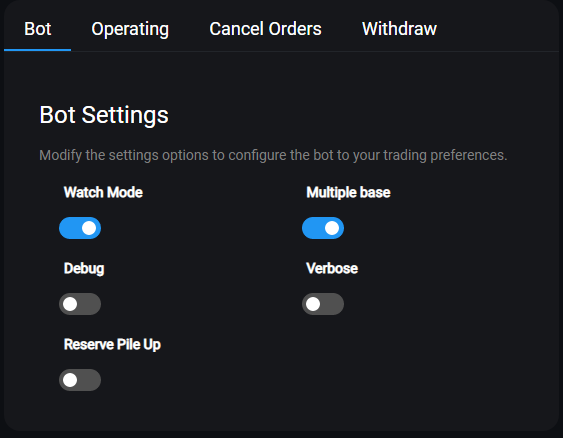 Bot Operating Cancel Orders Withdraw
Bot Settings
Modify the settings options to configure the bot to your trading preferences.
Watch Mode Multiple base
Debug Verbose
Reserve Pile Up